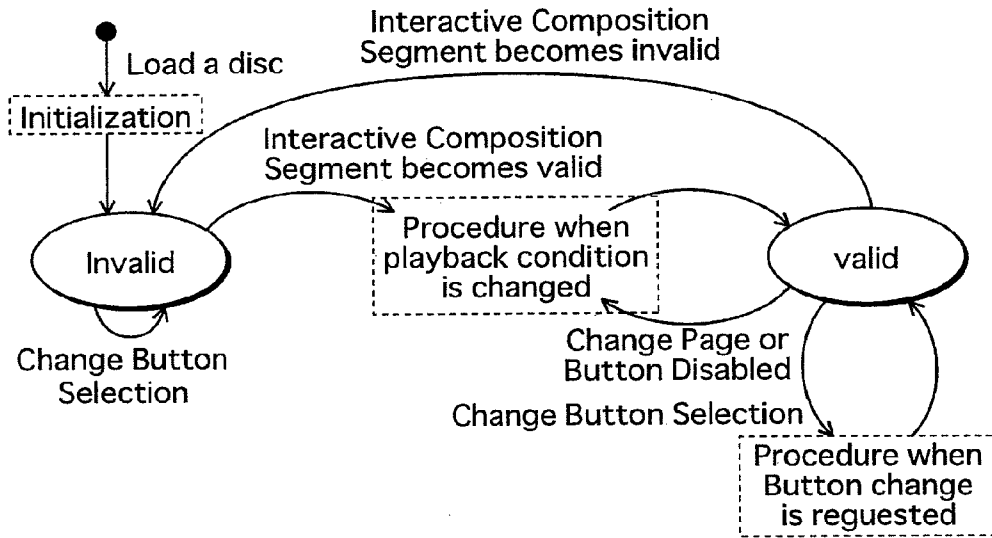 Interactive Composition
Segment becomes invalid
Load a disc
Initialization
Interactive Composition
Segment becomes valid
Invalid
Procedure when
playback condition
is changed
valid
Change Button
Selection
Change Page or
Button Disabled
Change Button Selection
Procedure when
Button change
is reguested